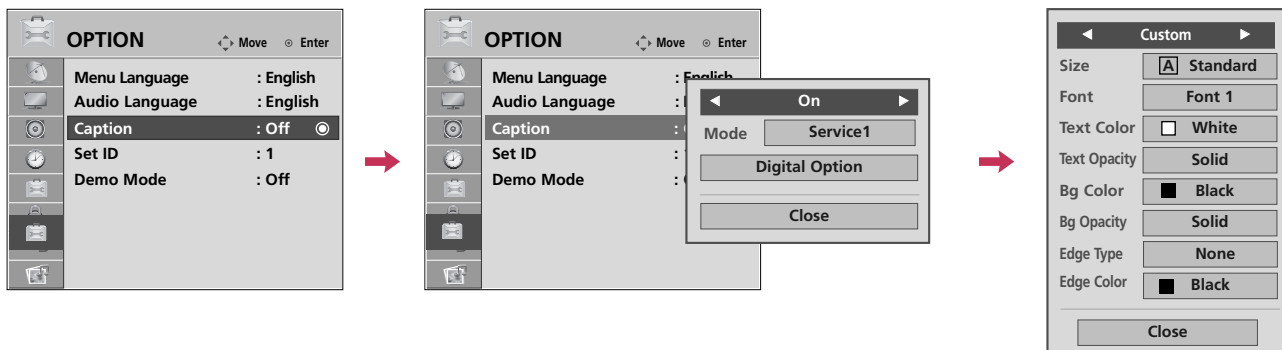 OPTION Move Enter
Menu Language : English
Audio Language : English
Caption : Off
Set ID : 1
Demo Mode : Off
OPTION Move Enter
Menu Language : English
Audio Language :
Caption :
Set ID :
Demo Mode :
On
Mode Service1
Digital Option
Close
Custom
Size A Standard
Font Font 1
Text Color White
Text Opacity Solid
Bg Color Black
Bg Opacity Solid
Edge Type None
Edge Color Black
Close